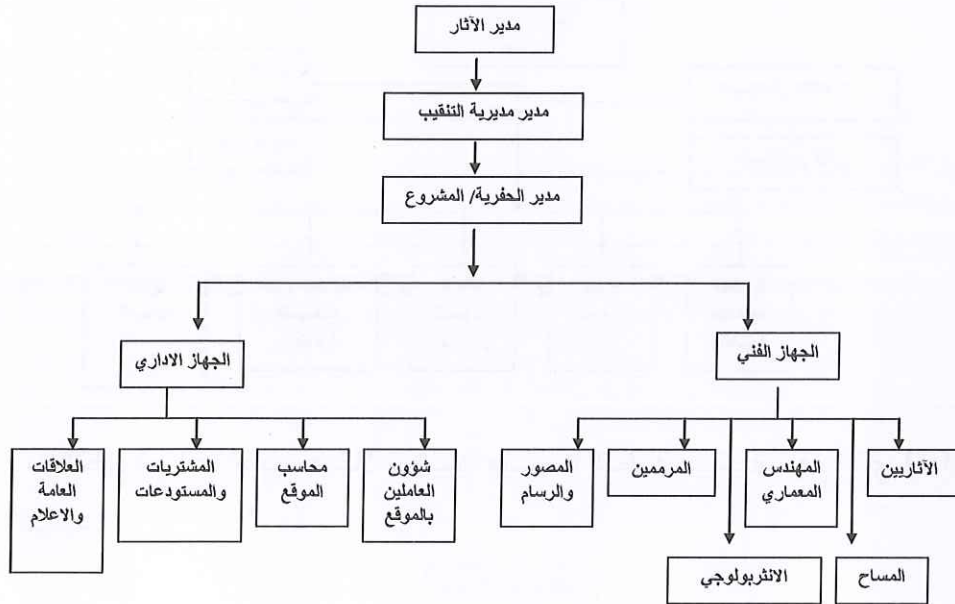 مدير الآثار
مدير مديرية التنقيب
مدير الحفرية/ المشروع
الجهاز الفني
الجهاز الاداري
الآثاريين
المهندس
المعماري
المرممين
المصور
والرسام
شؤون
العاملين
بالموقع
محاسب
الموقع
المشتريات
والمستودعات
العلاقات
العامة
والاعلام
المساح
الانثربولوجي